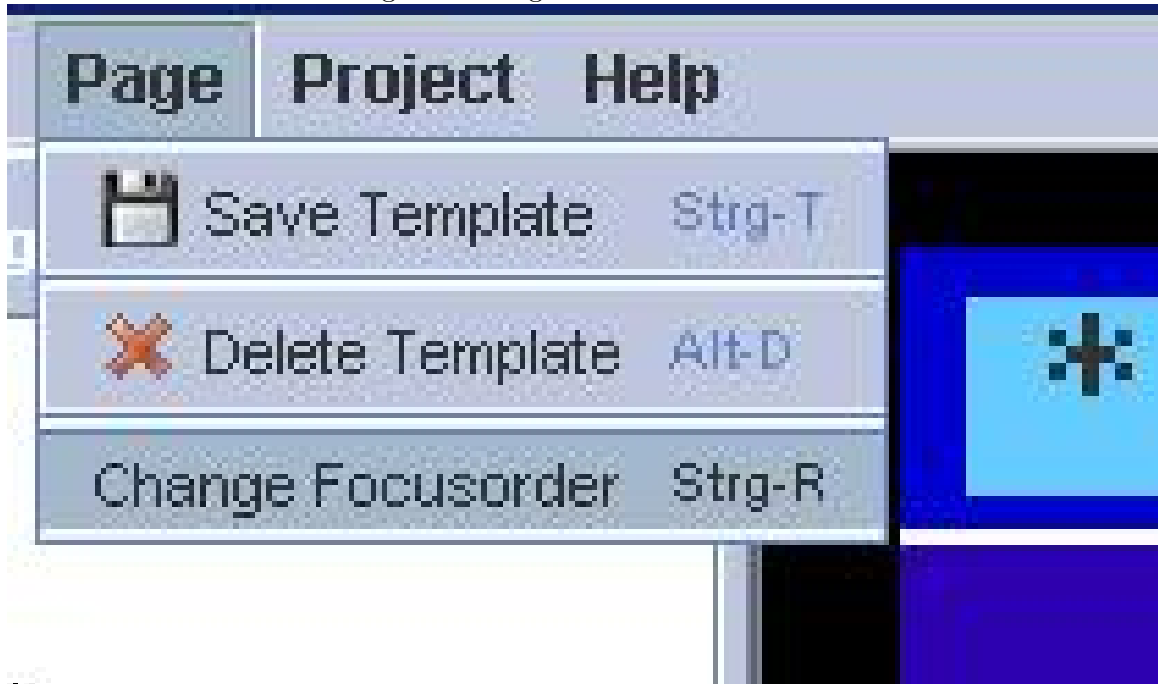 Page Project Help
Save Template Strg-T
Delete Template Alt-D
Change Focusorder Strg-R
*